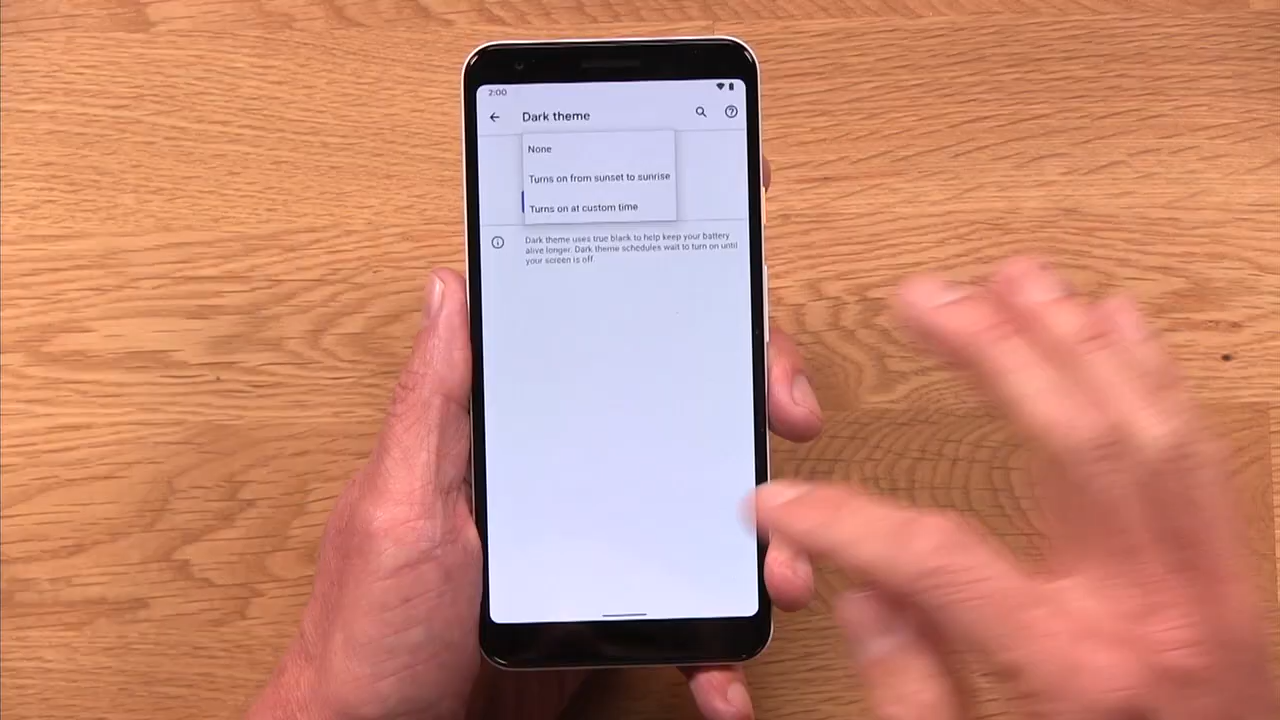 2:00
Dark theme
None
Turns on from sunset to sunrise
Turns on at custom time
Dark theme uses true black to help keep your battery
alive longer. Dark theme schedules wait to turn on until
your screen is off.